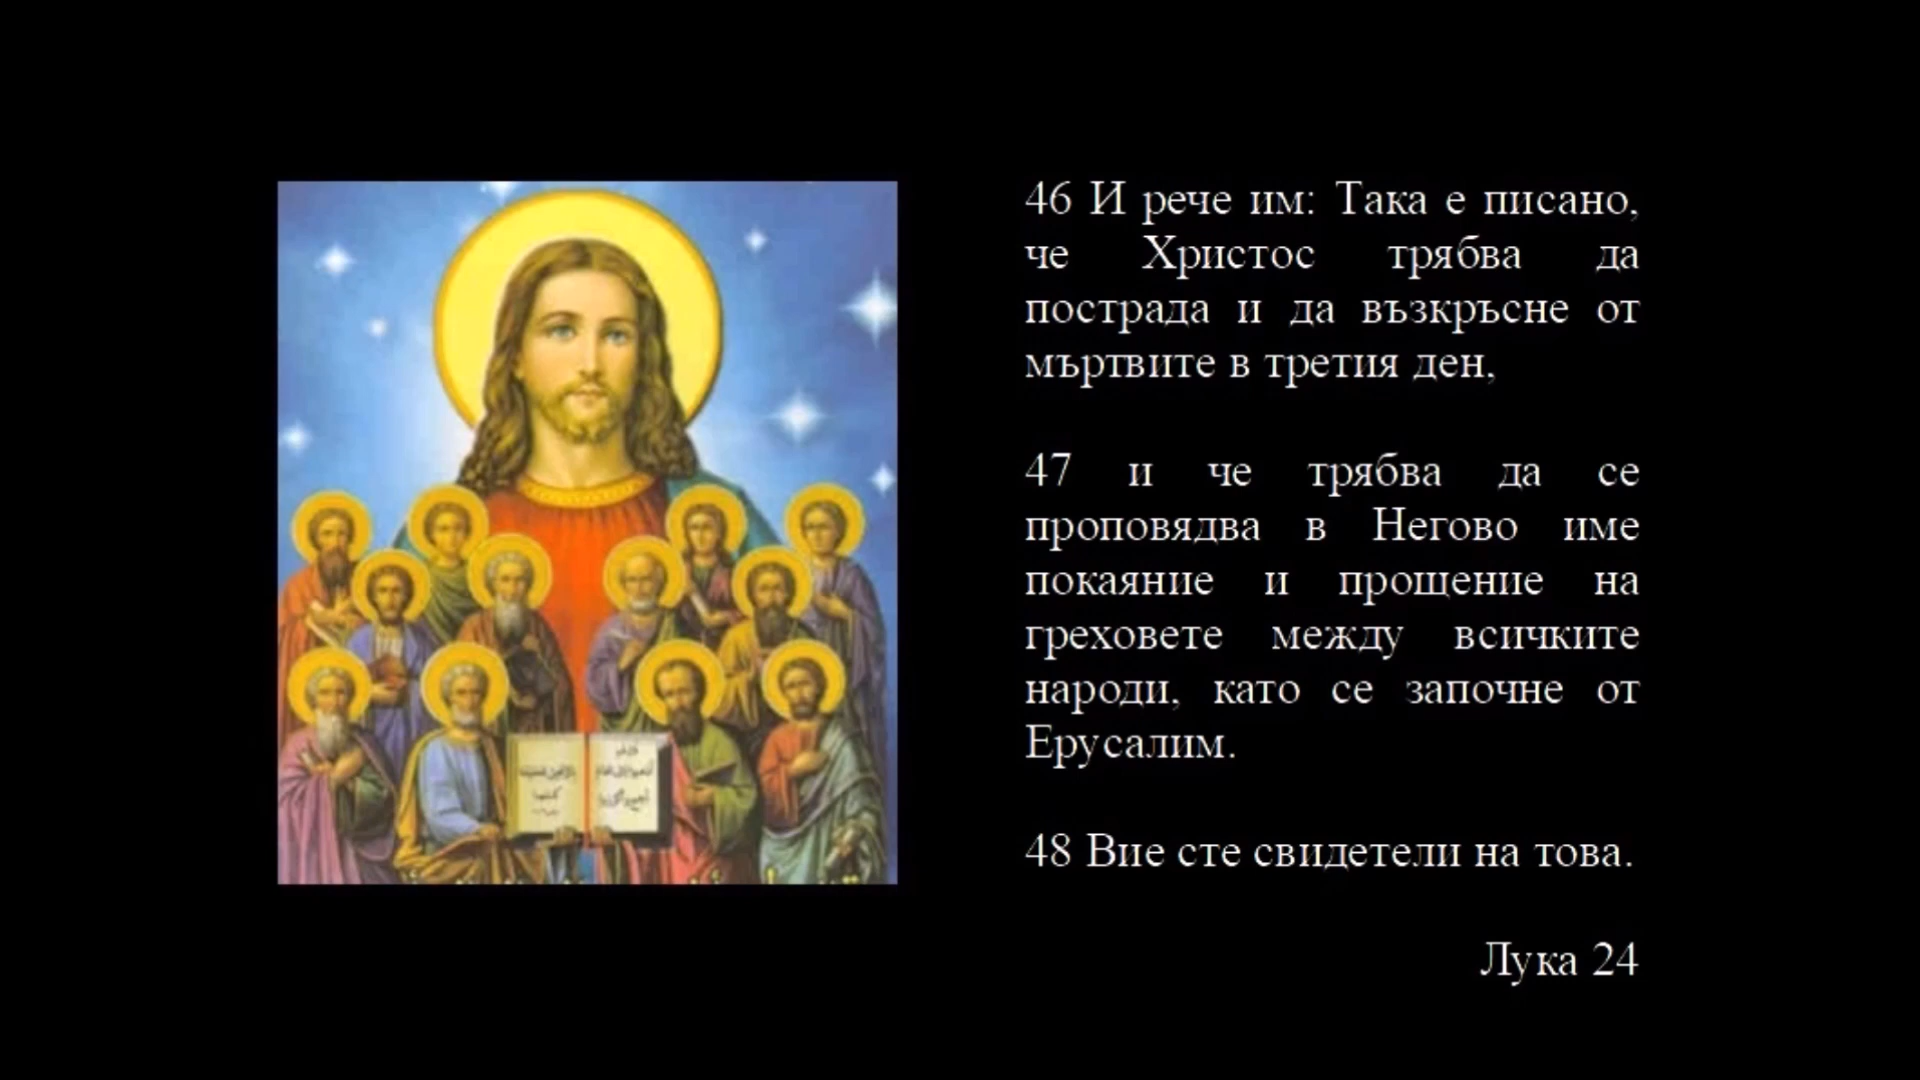 46 И рече им: Така е писано,
че Христос трябва да
пострада и да възкръсне от
мъртвите в третия ден,
47 и че трябва да се
проповядва в Негово име
покаяние и прощение на
греховете между всичките
народи, като се започне от
Ерусалим.
48 Вие сте свидетели на това.
Лука 24